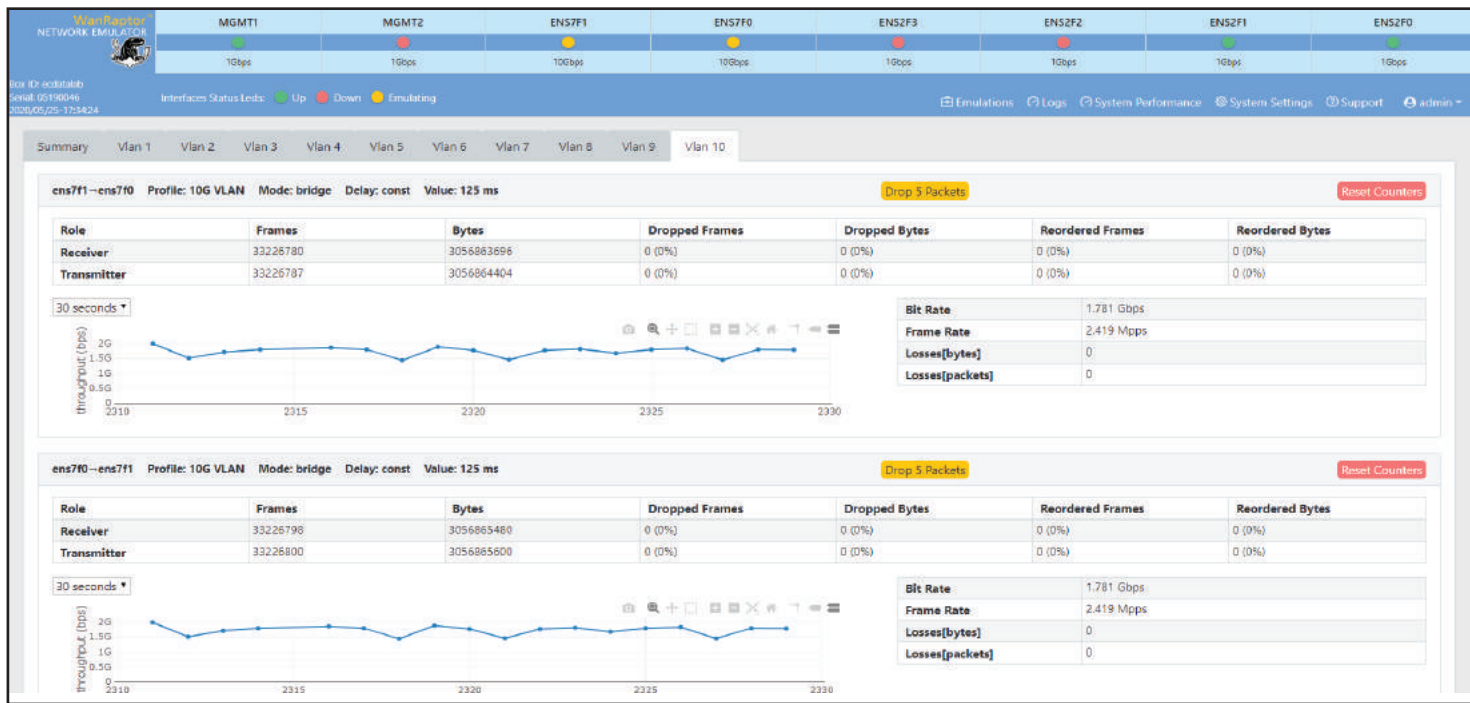 WanRaptor™ MGMT1 MGMT2 ENS7F1 ENS7F0 ENS2F3 ENS2F2 ENS2F1 ENS2F0
NETWORK EMULATOR
1Gbps 1Gbps 10Gbps 10Gbps 1Gbps 1Gbps 1Gbps 1Gbps
Box ID:
Serial: 05190046 Interfaces Status Leds: Up Down Emulating Emulations Logs System Performance System Settings Support admin
2020/05/25-17:34:24
Summary Vlan 1 Vlan 2 Vlan 3 Vlan 4 Vlan 5 Vlan 6 Vlan 7 Vlan 8 Vlan 9 Vlan 10
ens7f1→ens7f0 Profile: 10G VLAN Mode: bridge Delay: const Value: 125 ms Drop 5 Packets Reset Counters
Role Frames Bytes Dropped Frames Dropped Bytes Reordered Frames Reordered Bytes
Receiver 33226780 3056863696 0 (0%) 0 (0%) 0 (0%) 0 (0%)
Transmitter 33226787 3056864404 0 (0%) 0 (0%) 0 (0%) 0 (0%)
30 seconds
throughput (bps)
2G
1.5G
1G
0.5G
0
2310 2315 2320 2325 2330
Bit Rate 1.781 Gbps
Frame Rate 2.419 Mpps
Losses[bytes] 0
Losses[packets] 0
ens7f0→ens7f1 Profile: 10G VLAN Mode: bridge Delay: const Value: 125 ms Drop 5 Packets Reset Counters
Role Frames Bytes Dropped Frames Dropped Bytes Reordered Frames Reordered Bytes
Receiver 33226798 3056865480 0 (0%) 0 (0%) 0 (0%) 0 (0%)
Transmitter 33226800 3056865600 0 (0%) 0 (0%) 0 (0%) 0 (0%)
30 seconds
throughput (bps)
2G
1.5G
1G
0.5G
0
2310 2315 2320 2325 2330
Bit Rate 1.781 Gbps
Frame Rate 2.419 Mpps
Losses[bytes] 0
Losses[packets] 0